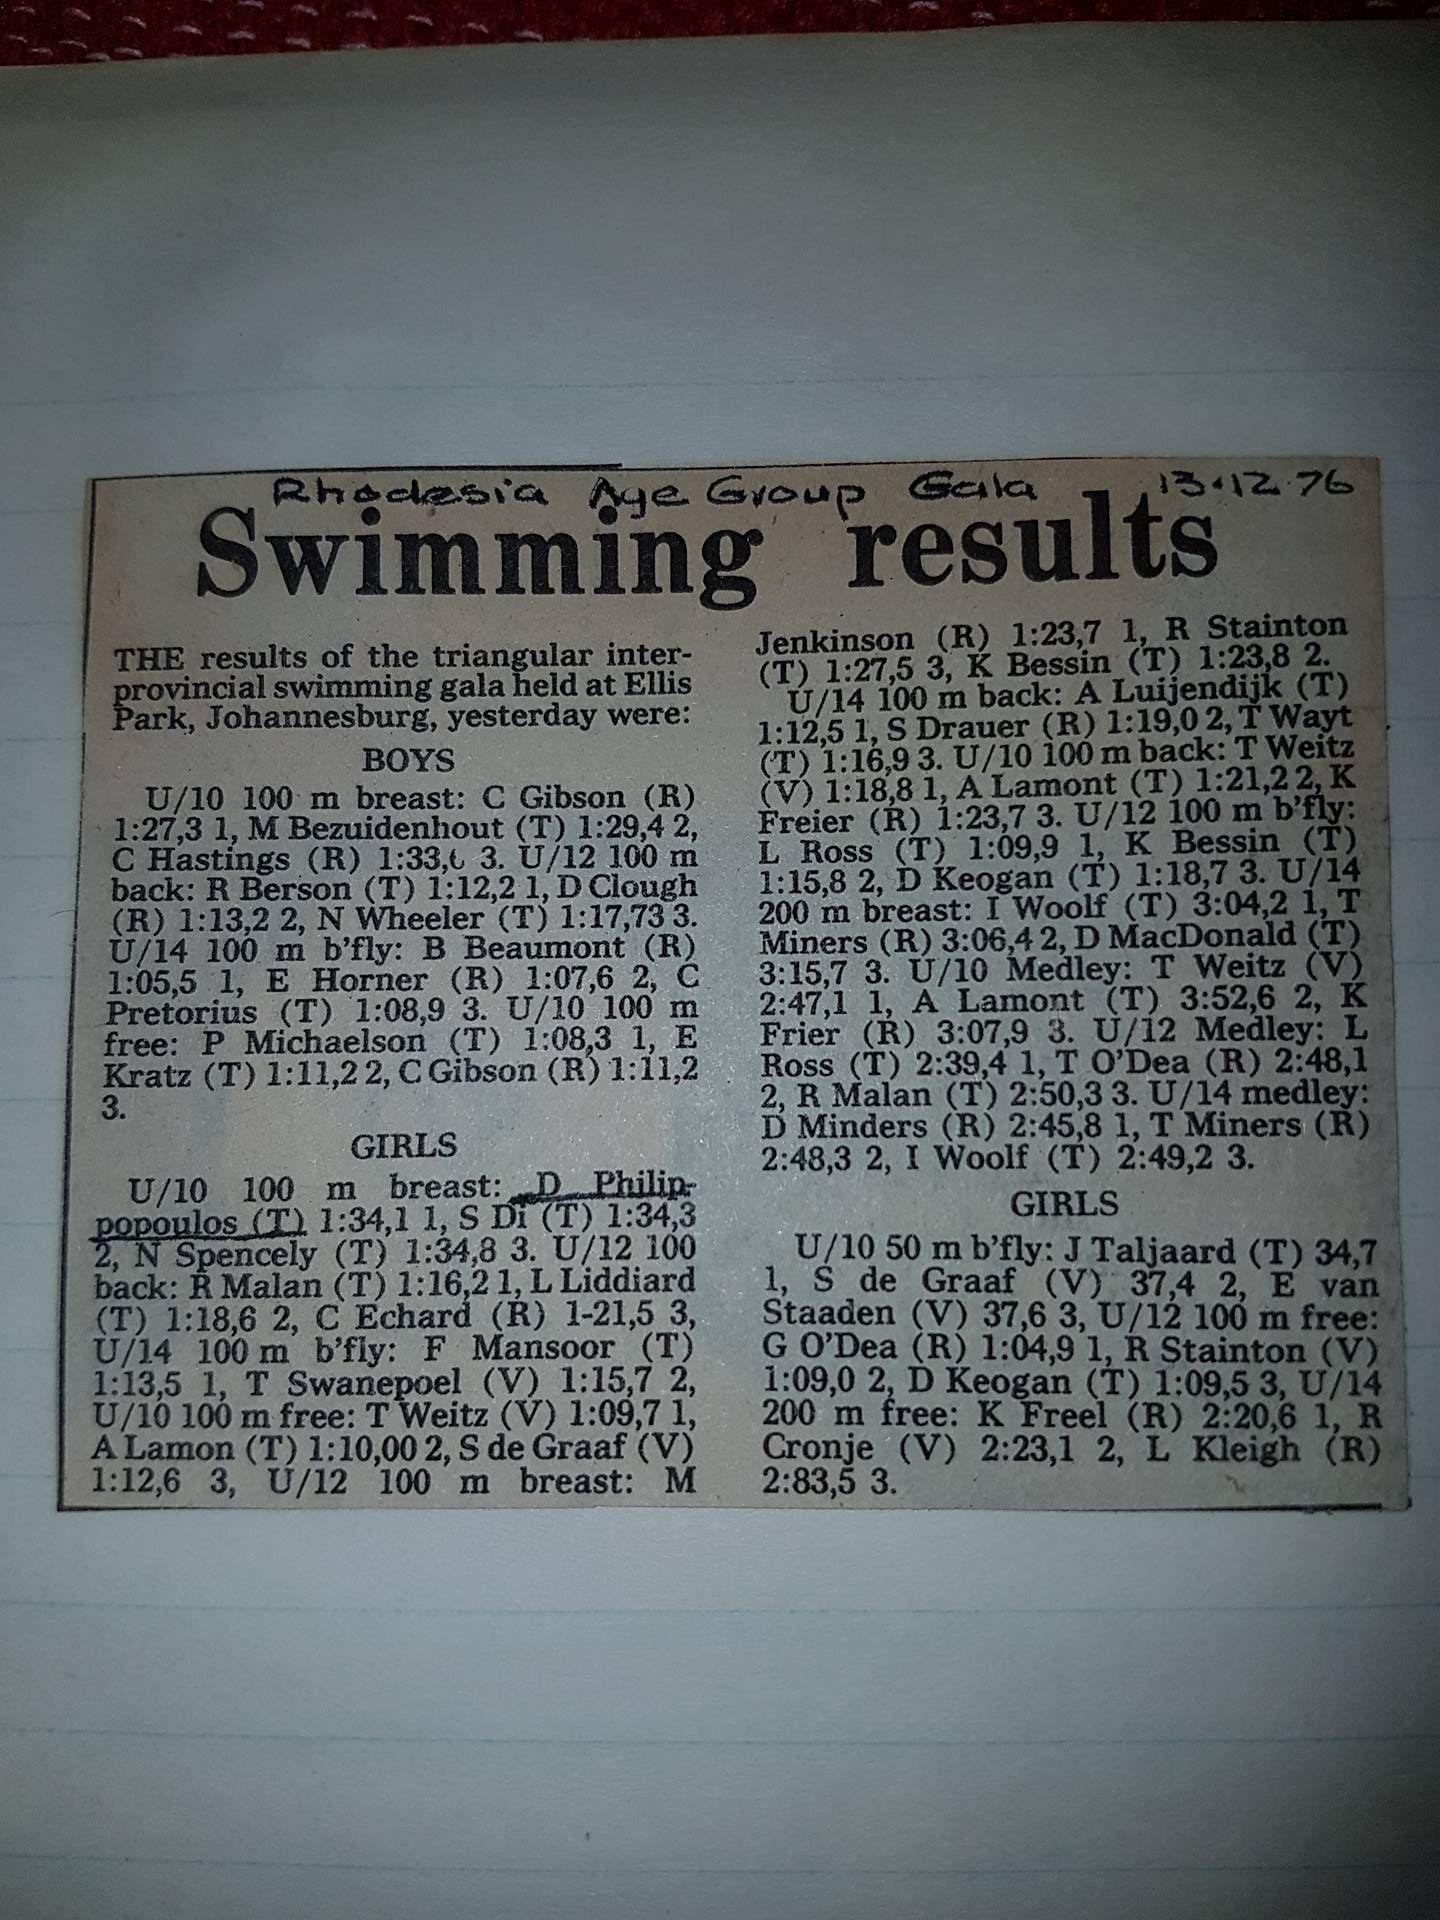 Rhodesia Age Group Gala 13.12.76
Swimming results
THE results of the triangular inter-
provincial swimming gala held at Ellis
Park, Johannesburg, yesterday were:
BOYS
U/10 100 m breast: C Gibson (R)
1:27,3 1, M Bezuidenhout (T) 1:29,4 2,
C Hastings (R) 1:33,6 3. U/12 100 m
back: R Berson (T) 1:12,2 1, D Clough
(R) 1:13,2 2, N Wheeler (T) 1:17,73 3.
U/14 100 m b'fly: B Beaumont (R)
1:05,5 1, E Horner (R) 1:07,6 2, C
Pretorius (T) 1:08,9 3. U/10 100 m
free: P Michaelson (T) 1:08,3 1, E
Kratz (T) 1:11,2 2, C Gibson (R) 1:11,2
3.
GIRLS
U/10 100 m breast: D Philip-
popoulos (T) 1:34,1 1, S Di (T) 1:34,3
2, N Spencely (T) 1:34,8 3. U/12 100
back: R Malan (T) 1:16,2 1, L Liddiard
(T) 1:18,6 2, C Echard (R) 1-21,5 3,
U/14 100 m b'fly: F Mansoor (T)
1:13,5 1, T Swanepoel (V) 1:15,7 2,
U/10 100 m free: T Weitz (V) 1:09,7 1,
A Lamon (T) 1:10,00 2, S de Graaf (V)
1:12,6 3, U/12 100 m breast: M
Jenkinson (R) 1:23,7 1, R Stainton
(T) 1:27,5 3, K Bessin (T) 1:23,8 2.
U/14 100 m back: A Luijendijk (T)
1:12,5 1, S Drauer (R) 1:19,0 2, T Wayt
(T) 1:16,9 3. U/10 100 m back: T Weitz
(V) 1:18,8 1, A Lamont (T) 1:21,2 2, K
Freier (R) 1:23,7 3. U/12 100 m b'fly:
L Ross (T) 1:09,9 1, K Bessin (T)
1:15,8 2, D Keogan (T) 1:18,7 3. U/14
200 m breast: I Woolf (T) 3:04,2 1, T
Miners (R) 3:06,4 2, D MacDonald (T)
3:15,7 3. U/10 Medley: T Weitz (V)
2:47,1 1, A Lamont (T) 3:52,6 2, K
Frier (R) 3:07,9 3. U/12 Medley: L
Ross (T) 2:39,4 1, T O'Dea (R) 2:48,1
2, R Malan (T) 2:50,3 3. U/14 medley:
D Minders (R) 2:45,8 1, T Miners (R)
2:48,3 2, I Woolf (T) 2:49,2 3.
GIRLS
U/10 50 m b'fly: J Taljaard (T) 34,7
1, S de Graaf (V) 37,4 2, E van
Staaden (V) 37,6 3, U/12 100 m free:
G O'Dea (R) 1:04,9 1, R Stainton (V)
1:09,0 2, D Keogan (T) 1:09,5 3, U/14
200 m free: K Freel (R) 2:20,6 1, R
Cronje (V) 2:23,1 2, L Kleigh (R)
2:83,5 3.